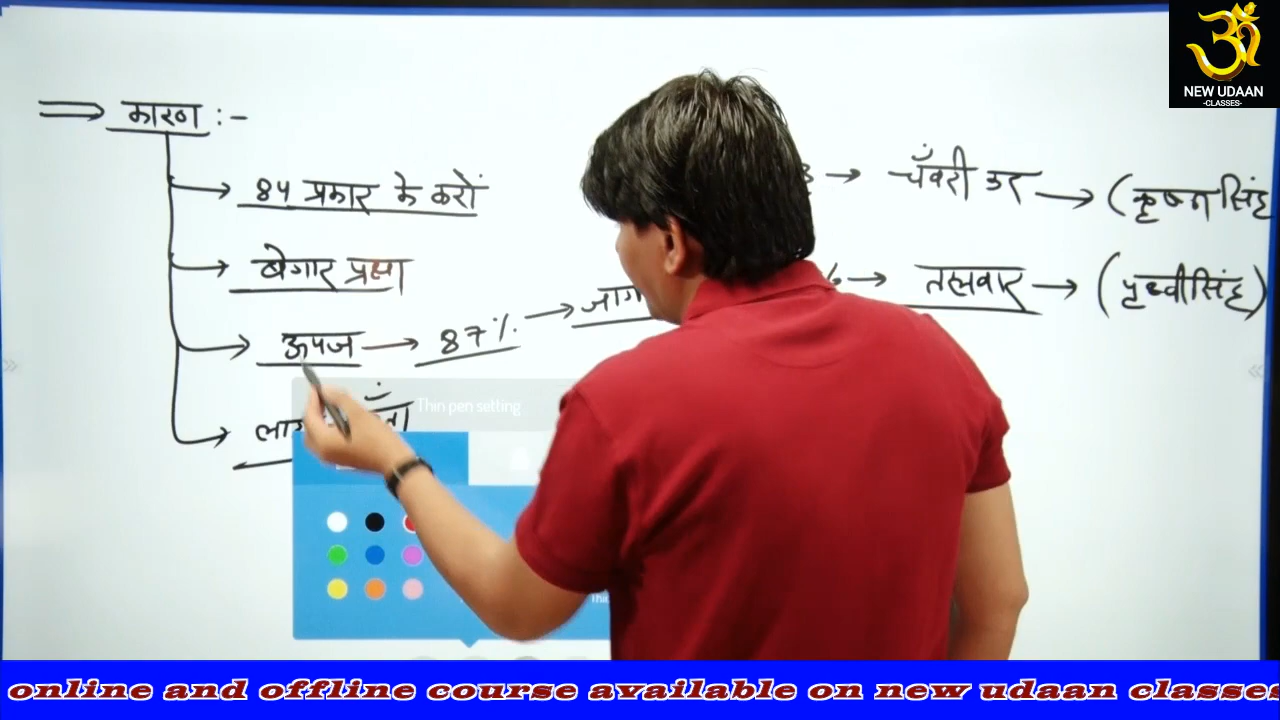 NEW UDAAN
-CLASSES-
⇒ कारण :-
→ 84 प्रकार के करों
→ चँवरी कर → (कृष्णसिंह
→ बेगार प्रथा
→ तलवार → (पृथ्वीसिंह)
→ ऊपज → 87% →
Thin pen setting
online and offline course available on new udaan classes